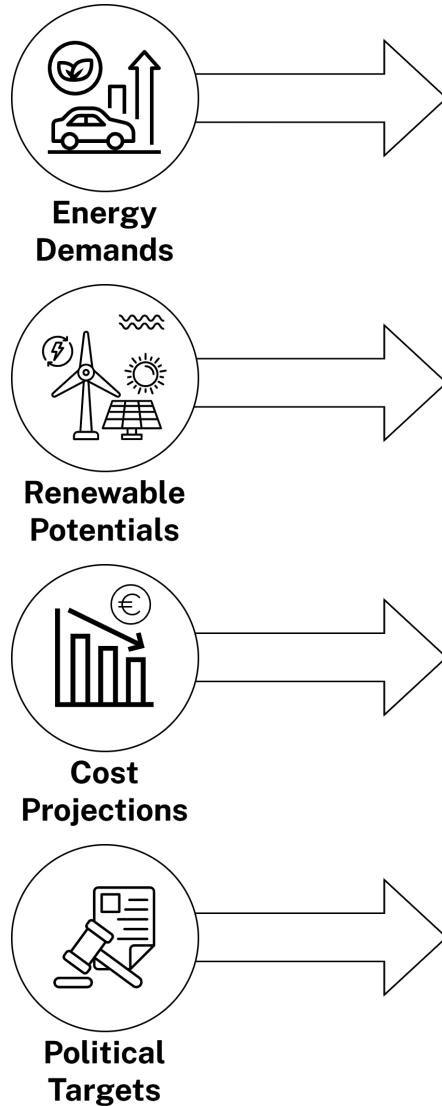 Energy
Demands
Renewable
Potentials
€
Cost
Projections
Political
Targets